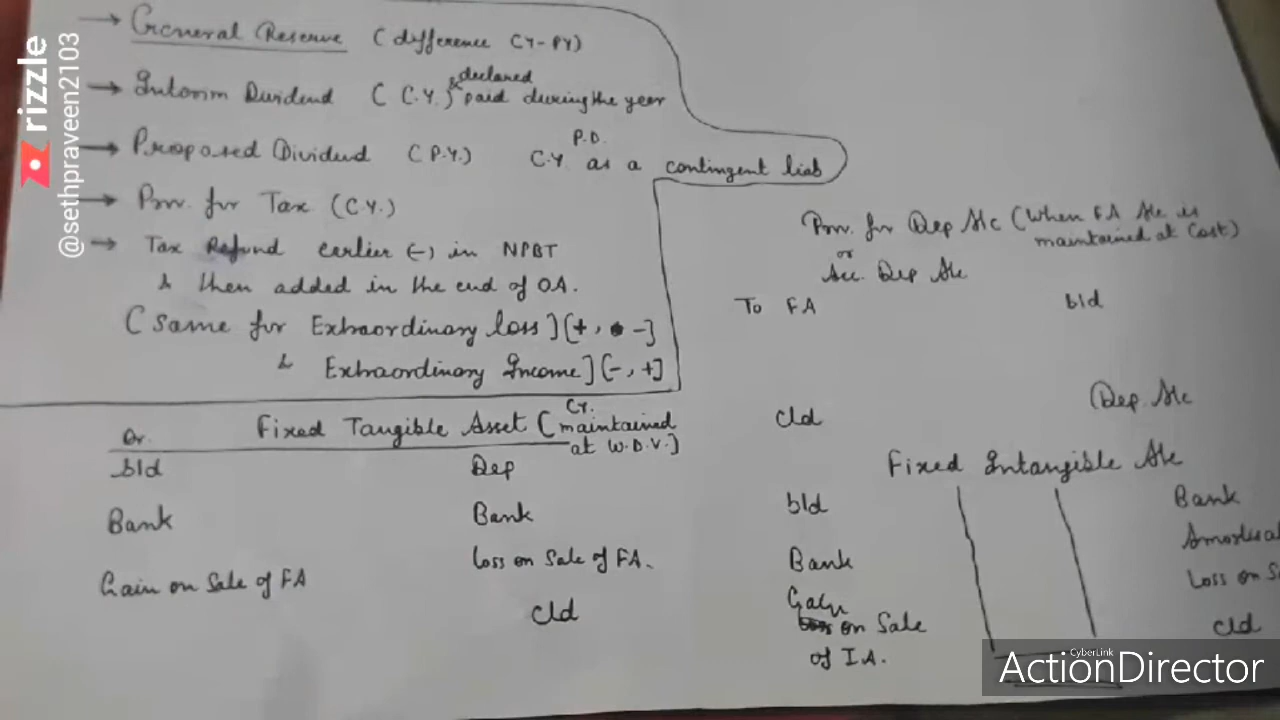 → General Reserve (difference CY-PY)
→ Interim Dividend (C.Y.) & declared paid during the year
→ Proposed Dividend (P.Y.) P.D. C.Y. as a contingent liab
→ Prov. for Tax (C.Y.)
→ Tax Refund earlier (-) in NPBT
& then added in the end of OA.
(Same for Extraordinary loss] [+, -]
& Extraordinary Income] [-, +]
Dr. Fixed Tangible Asset (CY. maintained at W.D.V.)
b/d Dep
Bank Bank
Gain on Sale of FA Loss on Sale of FA.
c/d
Prov. for Dep A/c (When FA A/c is
maintained at Cost)
or
Acc. Dep A/c
To FA b/d
Dep. A/c
c/d
Fixed Intangible A/c
b/d Bank
Bank Amortisat
Gain on Sale Loss on S
of I.A. c/d
rizzle
@sethpraveen2103
CyberLink
ActionDirector